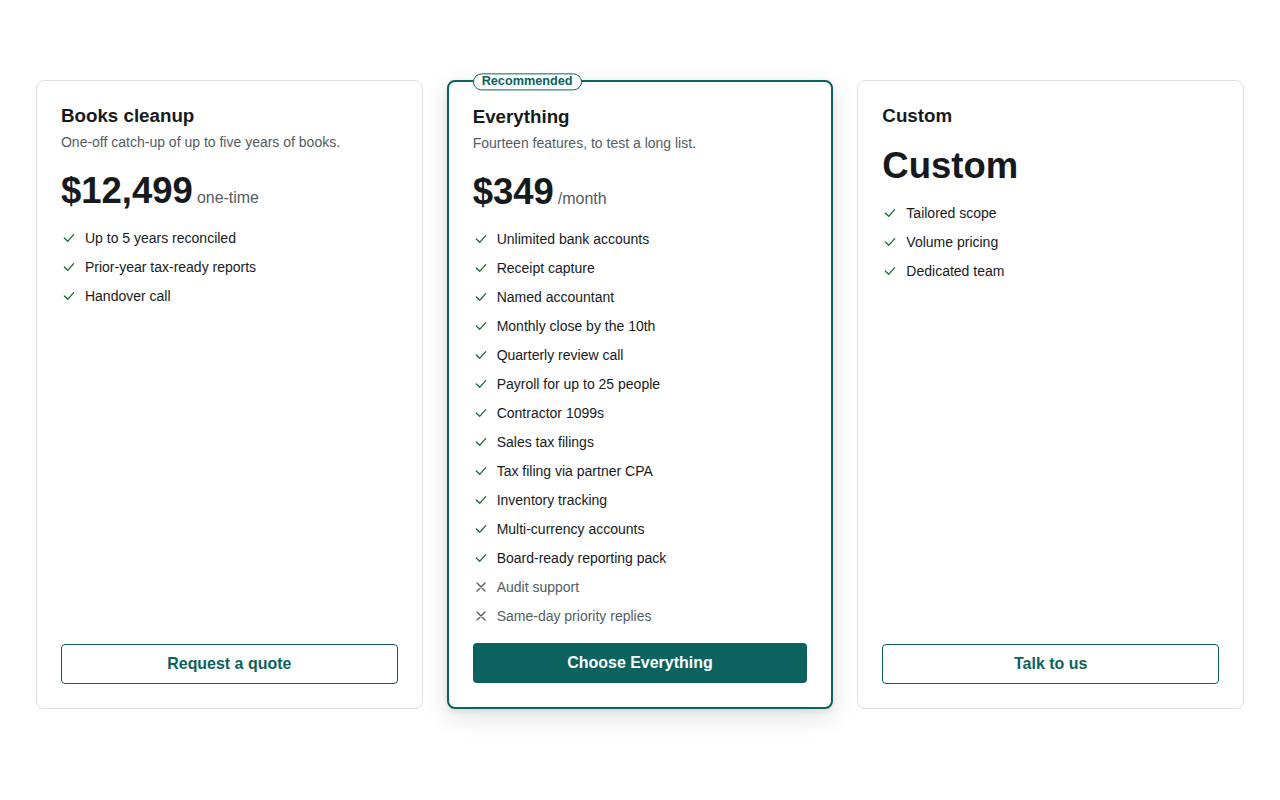 Books cleanup
One-off catch-up of up to five years of books.
$12,499 one-time
Up to 5 years reconciled
Prior-year tax-ready reports
Handover call
Request a quote
Recommended
Everything
Fourteen features, to test a long list.
$349 /month
Unlimited bank accounts
Receipt capture
Named accountant
Monthly close by the 10th
Quarterly review call
Payroll for up to 25 people
Contractor 1099s
Sales tax filings
Tax filing via partner CPA
Inventory tracking
Multi-currency accounts
Board-ready reporting pack
Audit support
Same-day priority replies
Choose Everything
Custom
Custom
Tailored scope
Volume pricing
Dedicated team
Talk to us